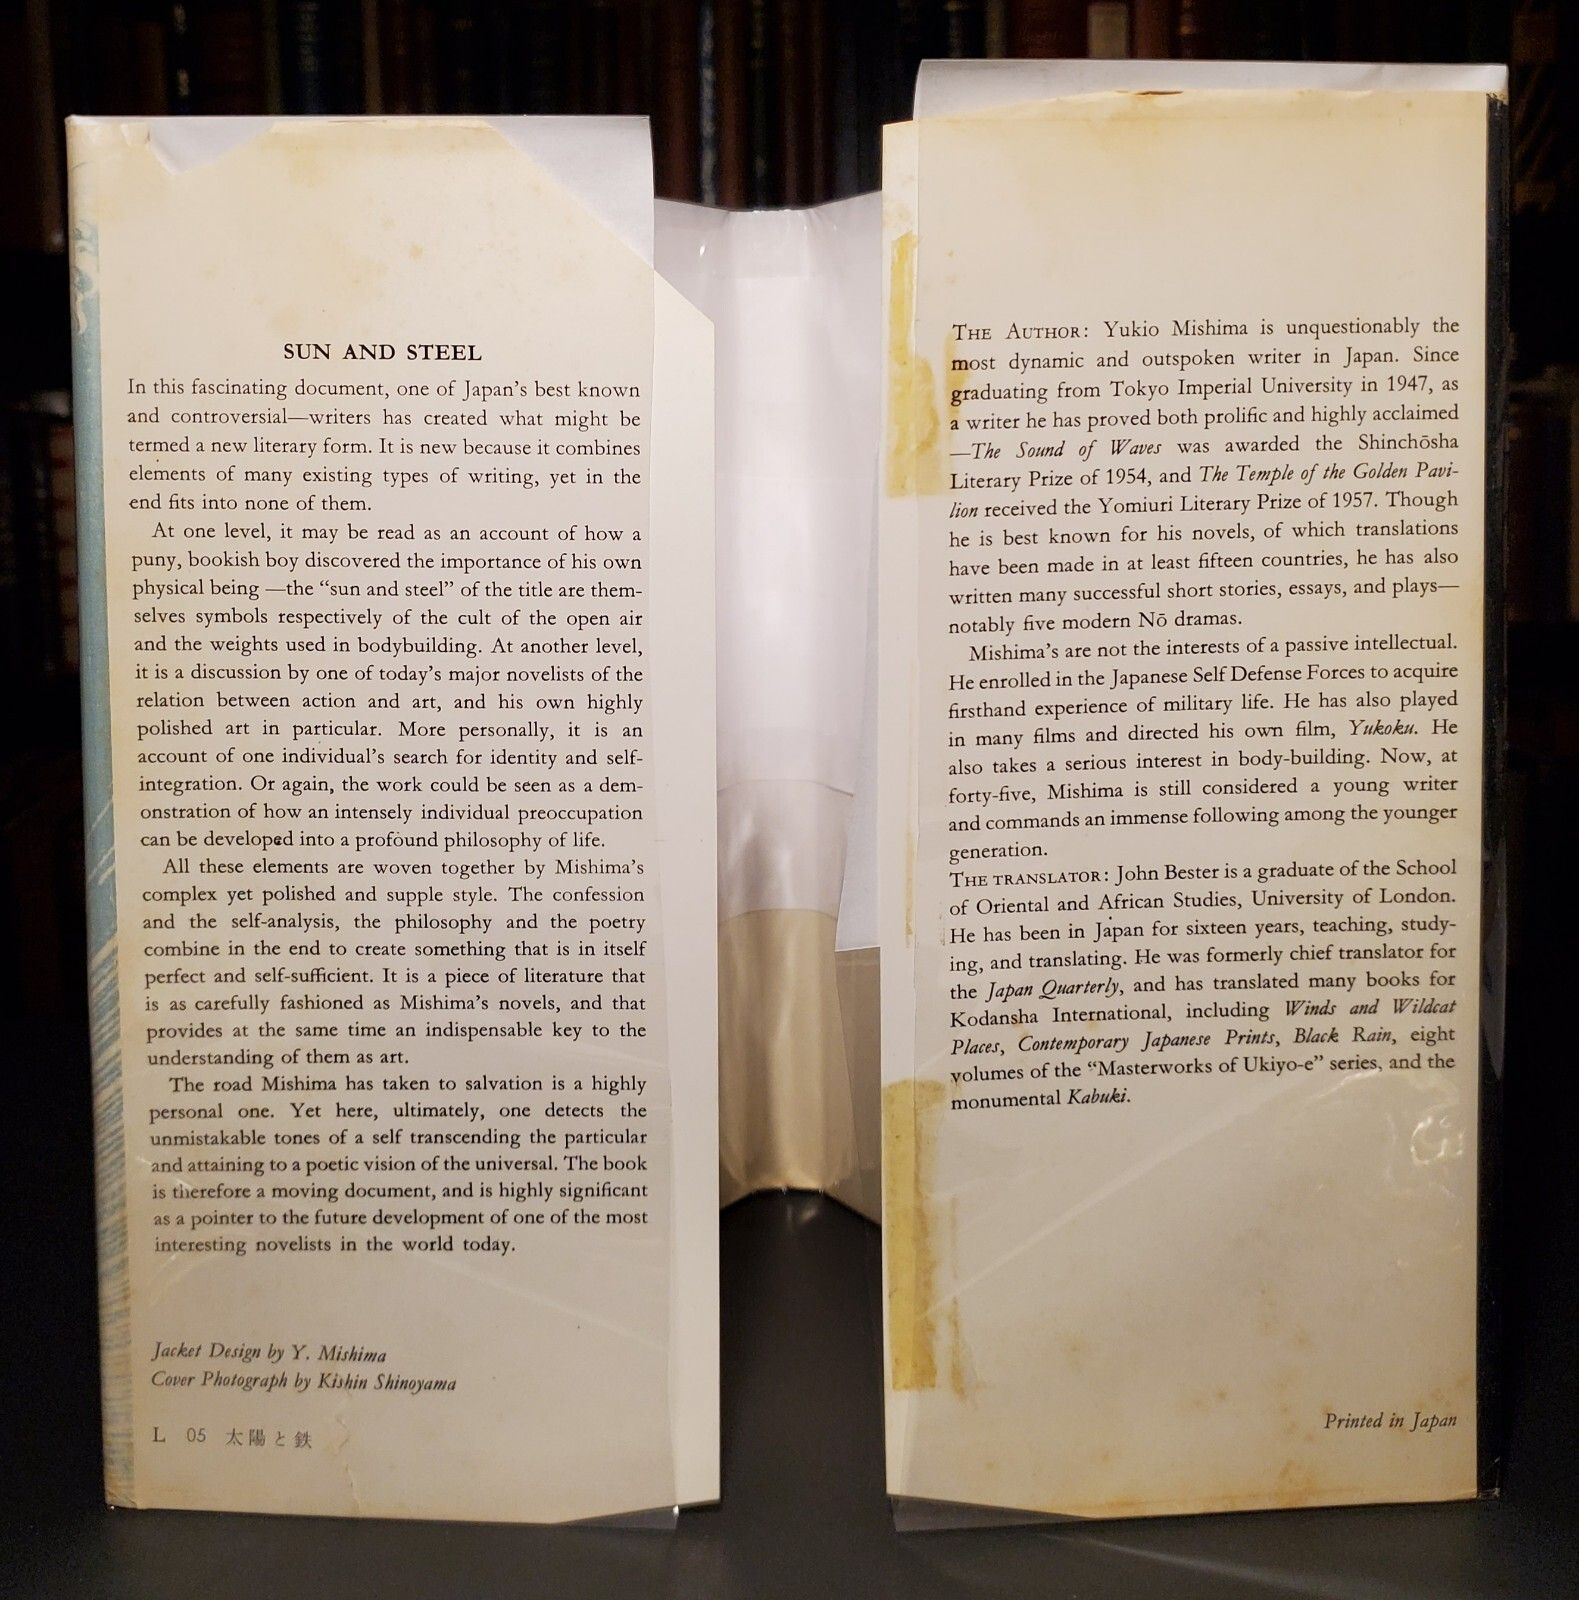 SUN AND STEEL
In this fascinating document, one of Japan's best known
and controversial—writers has created what might be
termed a new literary form. It is new because it combines
elements of many existing types of writing, yet in the
end fits into none of them.
At one level, it may be read as an account of how a
puny, bookish boy discovered the importance of his own
physical being —the “sun and steel” of the title are them-
selves symbols respectively of the cult of the open air
and the weights used in bodybuilding. At another level,
it is a discussion by one of today's major novelists of the
relation between action and art, and his own highly
polished art in particular. More personally, it is an
account of one individual's search for identity and self-
integration. Or again, the work could be seen as a dem-
onstration of how an intensely individual preoccupation
can be developed into a profound philosophy of life.
All these elements are woven together by Mishima's
complex yet polished and supple style. The confession
and the self-analysis, the philosophy and the poetry
combine in the end to create something that is in itself
perfect and self-sufficient. It is a piece of literature that
is as carefully fashioned as Mishima's novels, and that
provides at the same time an indispensable key to the
understanding of them as art.
The road Mishima has taken to salvation is a highly
personal one. Yet here, ultimately, one detects the
unmistakable tones of a self transcending the particular
and attaining to a poetic vision of the universal. The book
is therefore a moving document, and is highly significant
as a pointer to the future development of one of the most
interesting novelists in the world today.
Jacket Design by Y. Mishima
Cover Photograph by Kishin Shinoyama
L 05 太陽と鉄
THE AUTHOR: Yukio Mishima is unquestionably the
most dynamic and outspoken writer in Japan. Since
graduating from Tokyo Imperial University in 1947, as
a writer he has proved both prolific and highly acclaimed
—The Sound of Waves was awarded the Shinchōsha
Literary Prize of 1954, and The Temple of the Golden Pavi-
lion received the Yomiuri Literary Prize of 1957. Though
he is best known for his novels, of which translations
have been made in at least fifteen countries, he has also
written many successful short stories, essays, and plays—
notably five modern Nō dramas.
Mishima's are not the interests of a passive intellectual.
He enrolled in the Japanese Self Defense Forces to acquire
firsthand experience of military life. He has also played
in many films and directed his own film, Yukoku. He
also takes a serious interest in body-building. Now, at
forty-five, Mishima is still considered a young writer
and commands an immense following among the younger
generation.
THE TRANSLATOR: John Bester is a graduate of the School
of Oriental and African Studies, University of London.
He has been in Japan for sixteen years, teaching, study-
ing, and translating. He was formerly chief translator for
the Japan Quarterly, and has translated many books for
Kodansha International, including Winds and Wildcat
Places, Contemporary Japanese Prints, Black Rain, eight
volumes of the “Masterworks of Ukiyo-e” series, and the
monumental Kabuki.
Printed in Japan